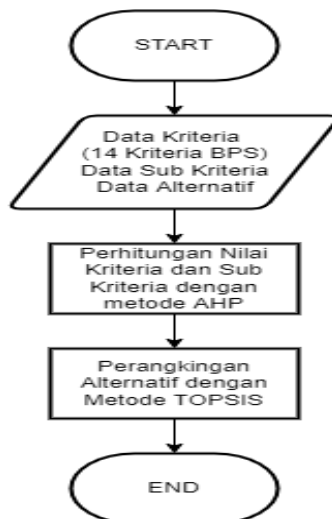 START
Data Kriteria
(14 Kriteria BPS)
Data Sub Kriteria
Data Alternatif
Perhitungan Nilai
Kriteria dan Sub
Kriteria dengan
metode AHP
Perangkingan
Alternatif dengan
Metode TOPSIS
END